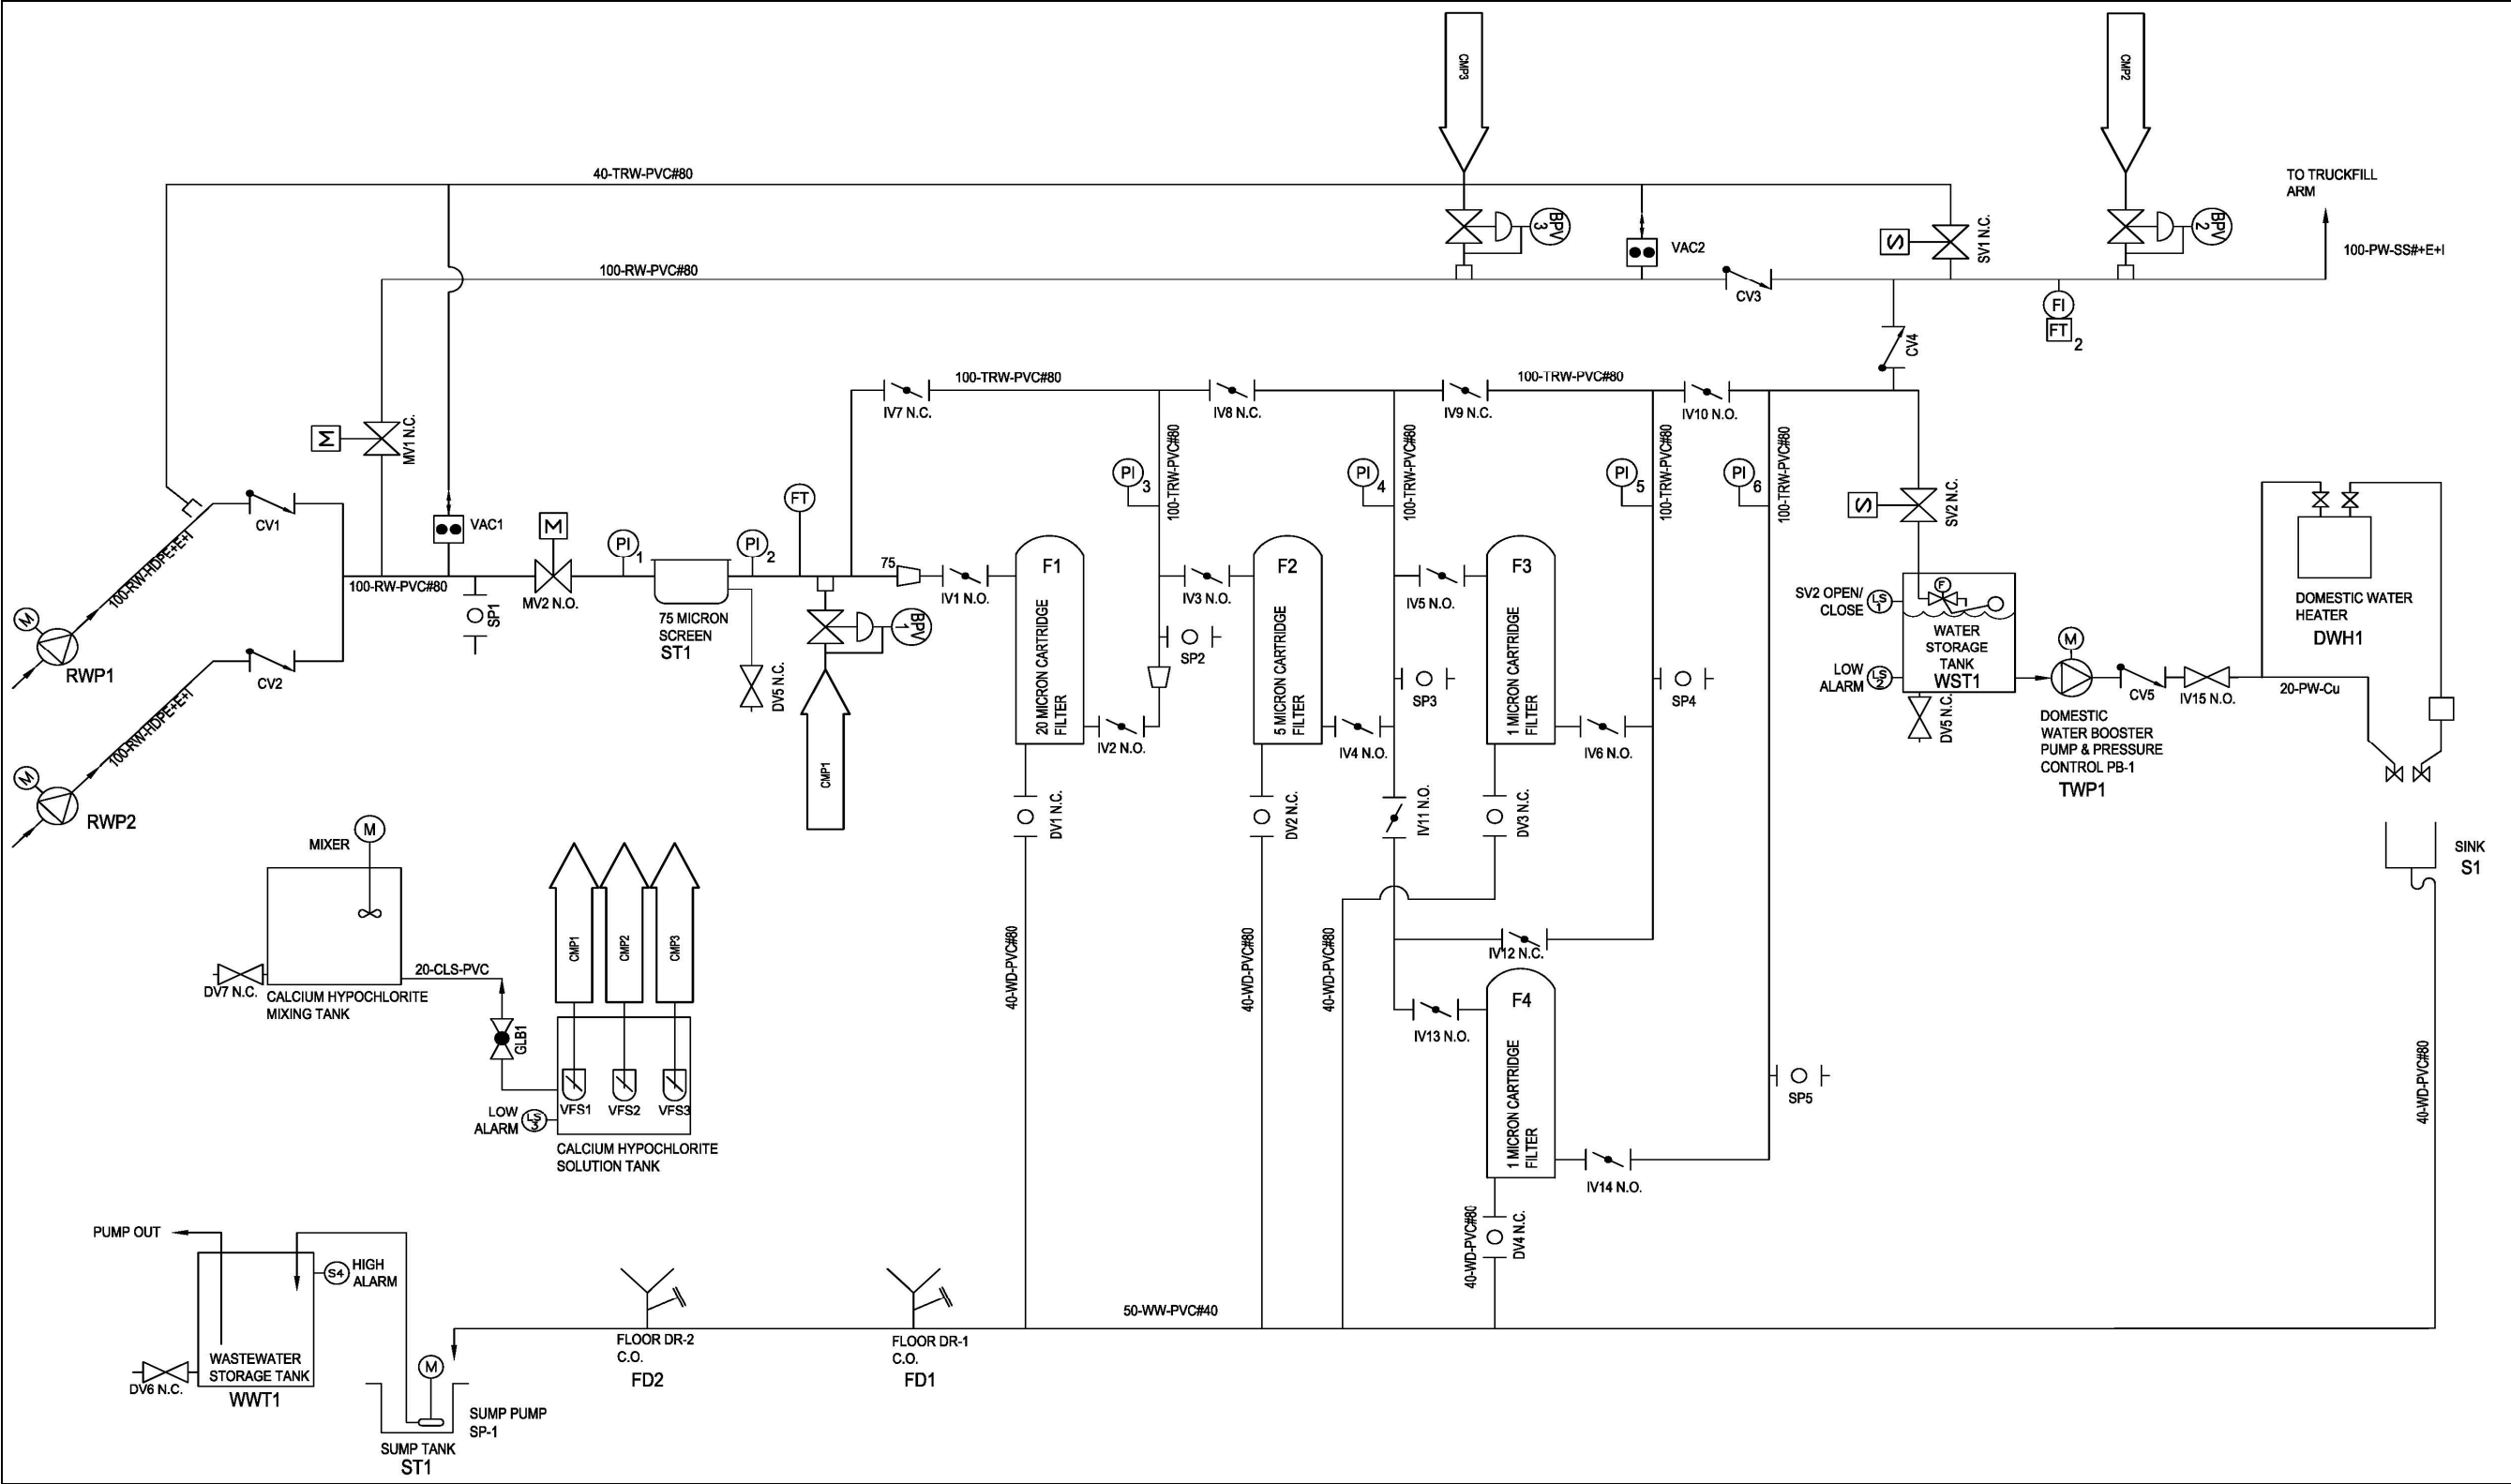 CMP3
CMP2
40-TRW-PVC#80
TO TRUCKFILL
ARM
BPV
3
BPV
2
VAC2
S
SV1 N.C.
100-PW-SS#+E+I
100-RW-PVC#80
CV3
FI
FT
2
CV4
100-TRW-PVC#80
100-TRW-PVC#80
IV7 N.C.
IV8 N.C.
IV9 N.C.
IV10 N.O.
M
MV1 N.C.
PI
3
100-TRW-PVC#80
PI
4
100-TRW-PVC#80
PI
5
100-TRW-PVC#80
PI
6
100-TRW-PVC#80
S
SV2 N.C.
CV1
VAC1
M
FT
PI
1
PI
2
100-RW-HDPE+E+I
100-RW-PVC#80
SP1
MV2 N.O.
75
IV1 N.O.
F1
IV3 N.O.
F2
IV5 N.O.
F3
75 MICRON
SCREEN
ST1
BPV
1
DV5 N.C.
CMP1
20 MICRON CARTRIDGE
FILTER
SP2
IV2 N.O.
5 MICRON CARTRIDGE
FILTER
SP3
IV4 N.O.
1 MICRON CARTRIDGE
FILTER
SP4
IV6 N.O.
SV2 OPEN/
CLOSE
LS
1
F
WATER
STORAGE
TANK
WST1
LOW
ALARM
LS
2
DV5 N.C.
M
CV5
IV15 N.O.
DOMESTIC
WATER BOOSTER
PUMP & PRESSURE
CONTROL PB-1
TWP1
DOMESTIC WATER
HEATER
DWH1
20-PW-Cu
M
RWP1
CV2
100-RW-HDPE+E+I
M
RWP2
DV1 N.C.
DV2 N.C.
IV11 N.O.
DV3 N.C.
SINK
S1
MIXER
M
CMP1
CMP2
CMP3
20-CLS-PVC
DV7 N.C.
CALCIUM HYPOCHLORITE
MIXING TANK
GLB1
VFS1
VFS2
VFS3
LOW
ALARM
LS
3
CALCIUM HYPOCHLORITE
SOLUTION TANK
40-WD-PVC#80
40-WD-PVC#80
40-WD-PVC#80
IV12 N.C.
F4
IV13 N.O.
1 MICRON CARTRIDGE
FILTER
IV14 N.O.
SP5
40-WD-PVC#80
40-WD-PVC#80
DV4 N.C.
PUMP OUT
S4
HIGH
ALARM
WASTEWATER
STORAGE TANK
DV6 N.C.
WWT1
M
SUMP PUMP
SP-1
SUMP TANK
ST1
FLOOR DR-2
C.O.
FD2
FLOOR DR-1
C.O.
FD1
50-WW-PVC#40